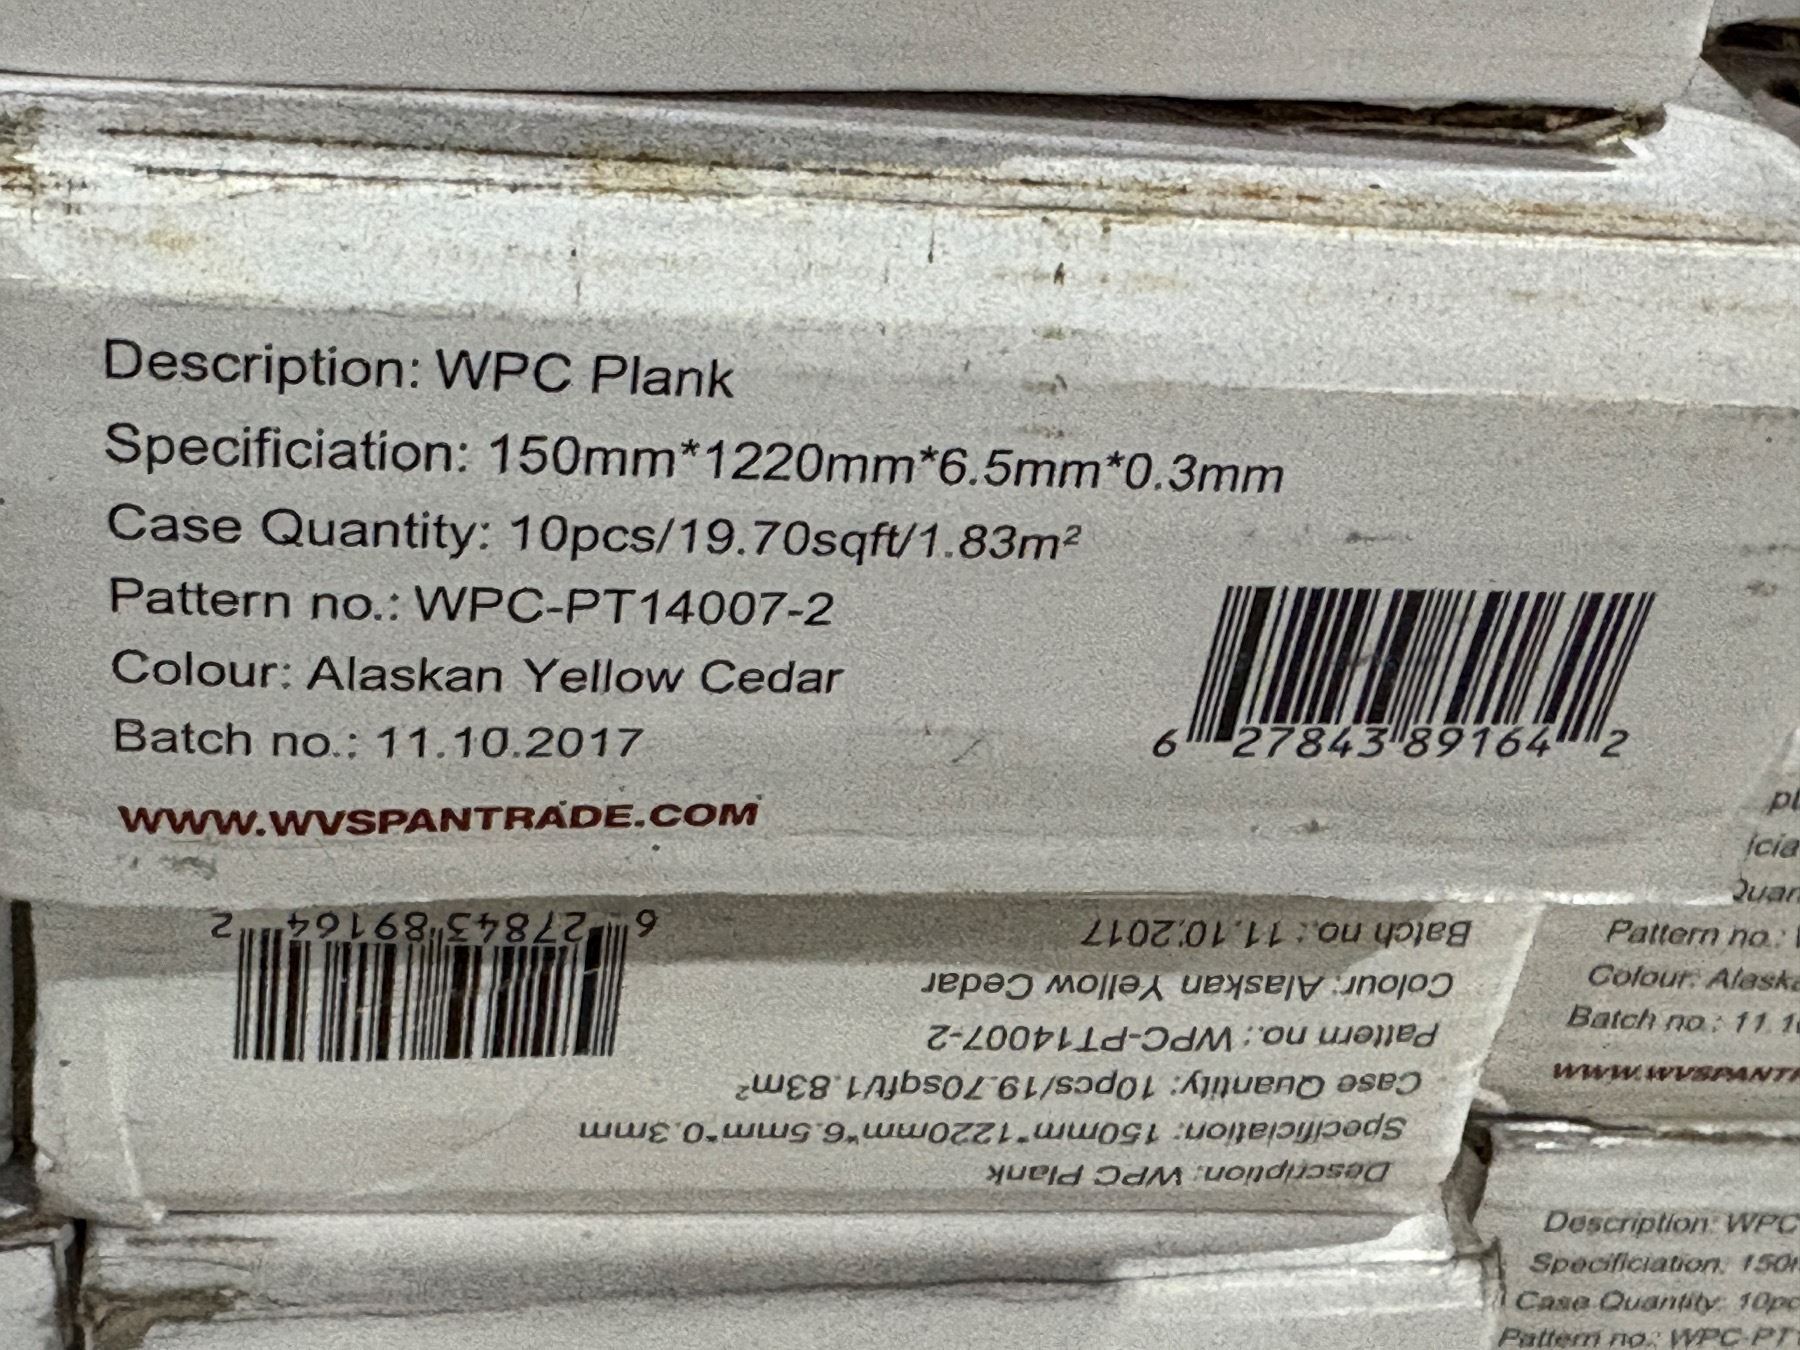 Description: WPC Plank
Specificiation: 150mm*1220mm*6.5mm*0.3mm
Case Quantity: 10pcs/19.70sqft/1.83m²
Pattern no.: WPC-PT14007-2
Colour: Alaskan Yellow Cedar
Batch no.: 11.10.2017
WWW.WVSPANTRADE.COM
6 27843 89164 2
Description: WPC Plank
Specificiation: 150mm*1220mm*6.5mm*0.3mm
Case Quantity: 10pcs/19.70sqft/1.83m²
Pattern no.: WPC-PT14007-2
Colour: Alaskan Yellow Cedar
Batch no.: 11.10.2017
6 27843 89164 2
Pattern no.:
Colour: Alaska
Batch no.: 11.1
WWW.WVSPANT
Description: WPC
Specificiation: 150
Case Quantity: 10pc
Pattern no.: WPC-PT